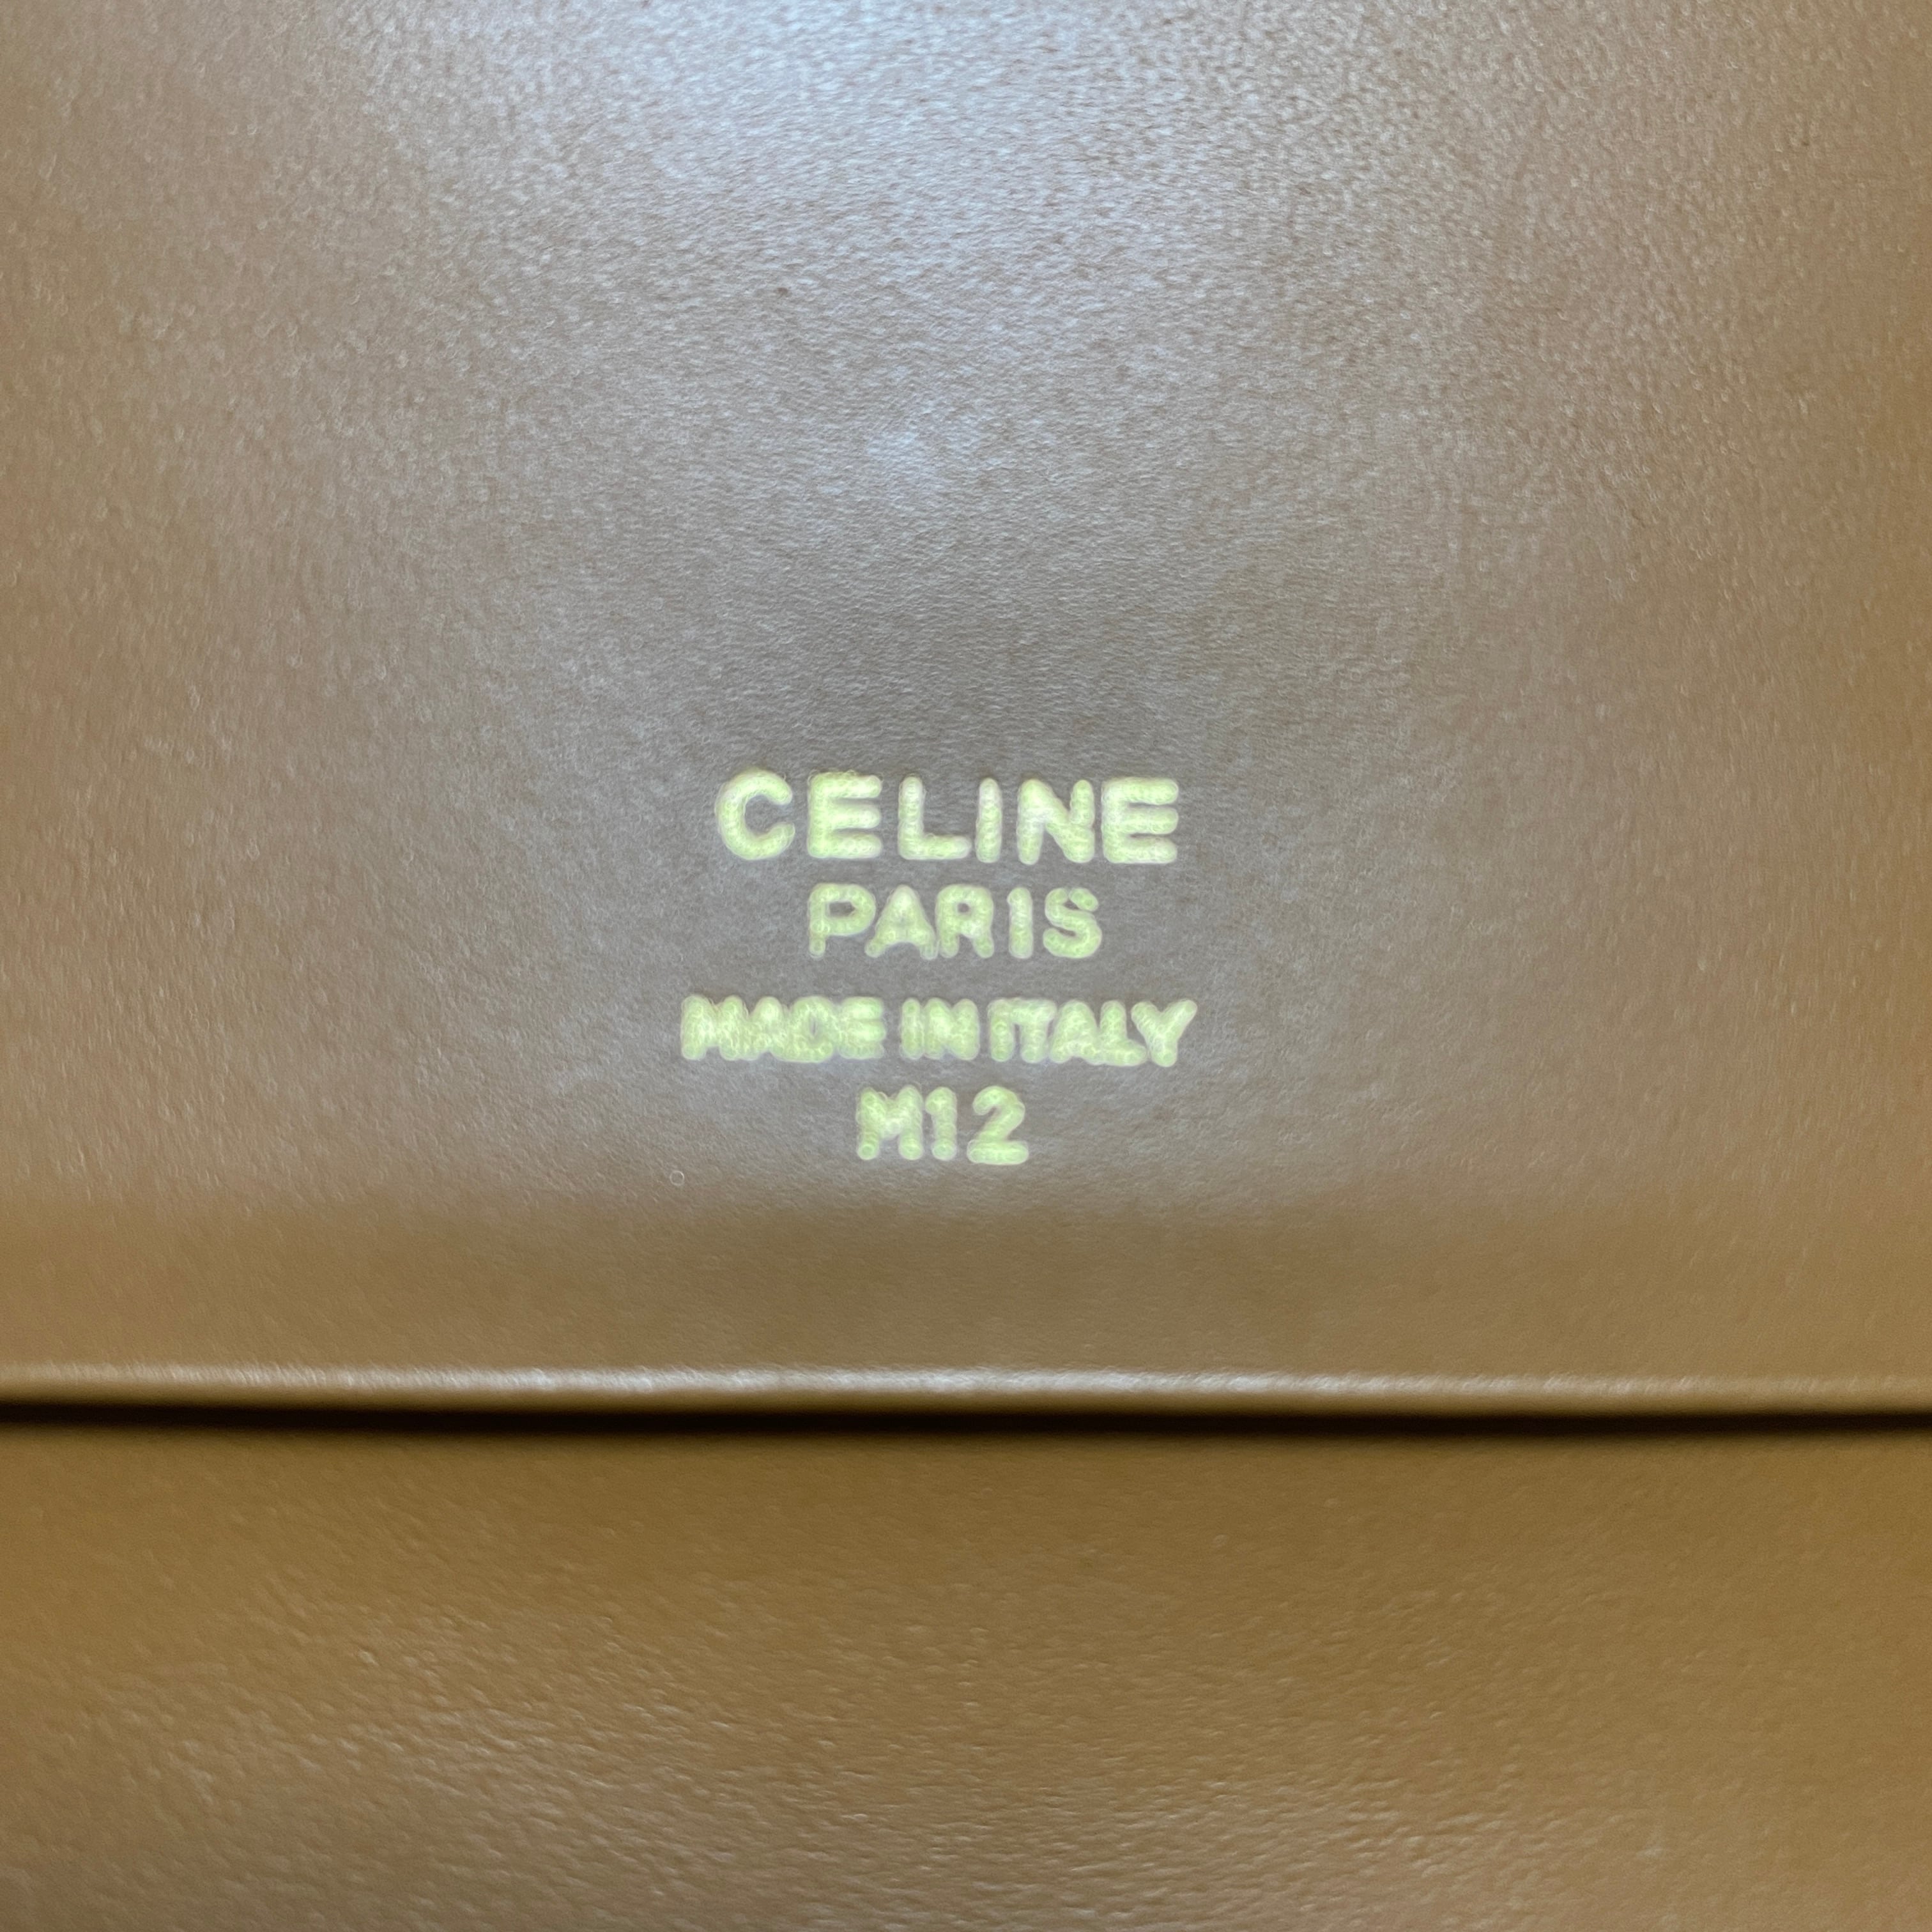 CELINE
PARIS
MADE IN ITALY
M12